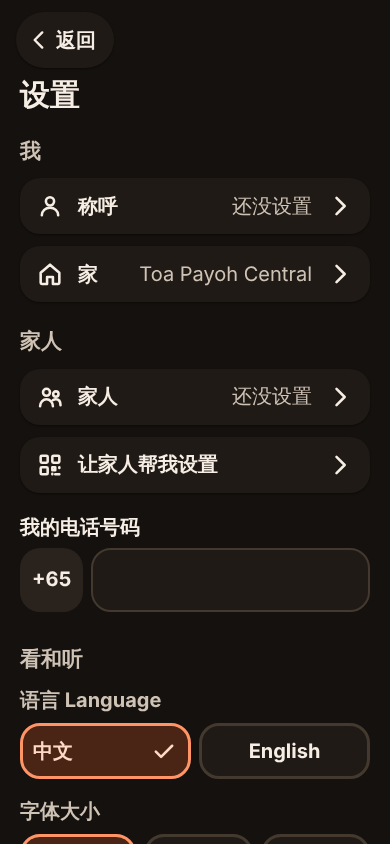 返回
设置
我
称呼 还没设置
家 Toa Payoh Central
家人
家人 还没设置
让家人帮我设置
我的电话号码
+65
看和听
语言 Language
中文 English
字体大小